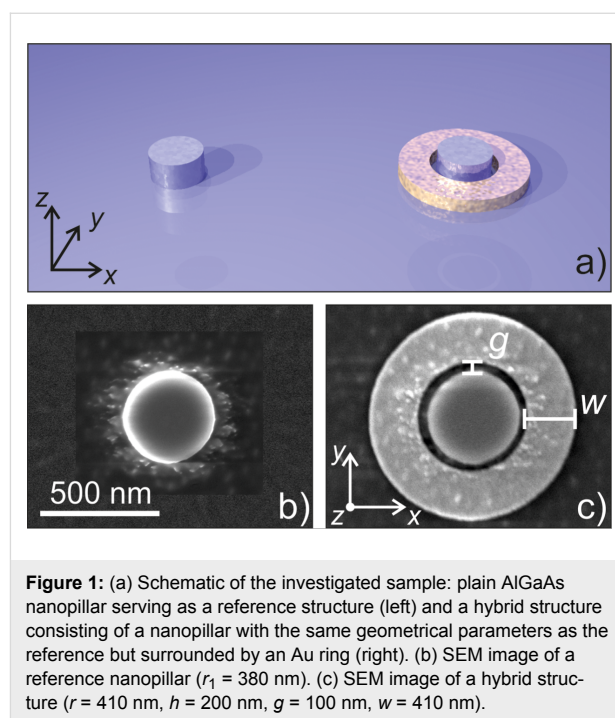 z
y
x
a)
500 nm
b)
g
w
y
z
x
c)
Figure 1: (a) Schematic of the investigated sample: plain AlGaAs
nanopillar serving as a reference structure (left) and a hybrid structure
consisting of a nanopillar with the same geometrical parameters as the
reference but surrounded by an Au ring (right). (b) SEM image of a
reference nanopillar (r₁ = 380 nm). (c) SEM image of a hybrid struc-
ture (r = 410 nm, h = 200 nm, g = 100 nm, w = 410 nm).